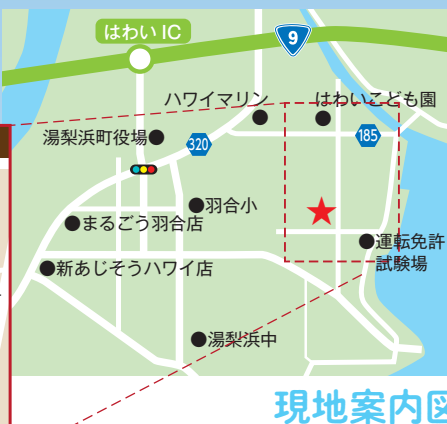 はわい IC
9
ハワイマリン
はわいこども園
湯梨浜町役場
320
185
羽合小
まるごう羽合店
運転免許
試験場
新あじそうハワイ店
湯梨浜中
現地案内図